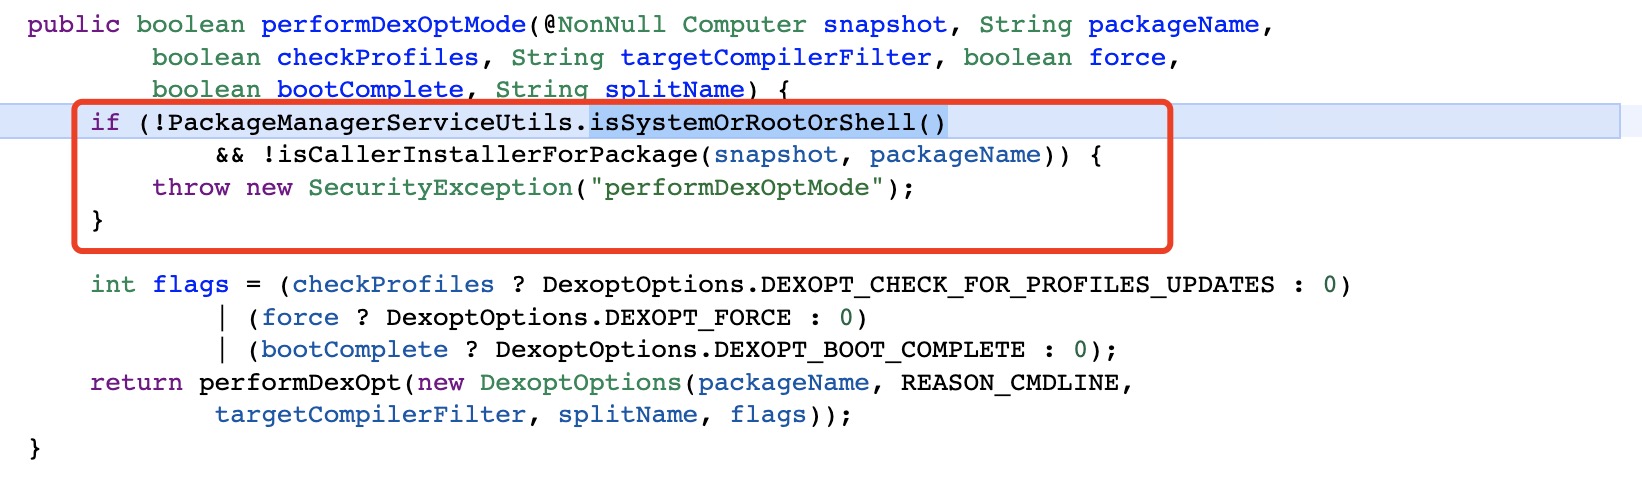 public boolean performDexOptMode(@NonNull Computer snapshot, String packageName,
        boolean checkProfiles, String targetCompilerFilter, boolean force,
        boolean bootComplete, String splitName) {
    if (!PackageManagerServiceUtils.isSystemOrRootOrShell()
            && !isCallerInstallerForPackage(snapshot, packageName)) {
        throw new SecurityException("performDexOptMode");
    }

    int flags = (checkProfiles ? DexoptOptions.DEXOPT_CHECK_FOR_PROFILES_UPDATES : 0)
            | (force ? DexoptOptions.DEXOPT_FORCE : 0)
            | (bootComplete ? DexoptOptions.DEXOPT_BOOT_COMPLETE : 0);
    return performDexOpt(new DexoptOptions(packageName, REASON_CMDLINE,
            targetCompilerFilter, splitName, flags));
}